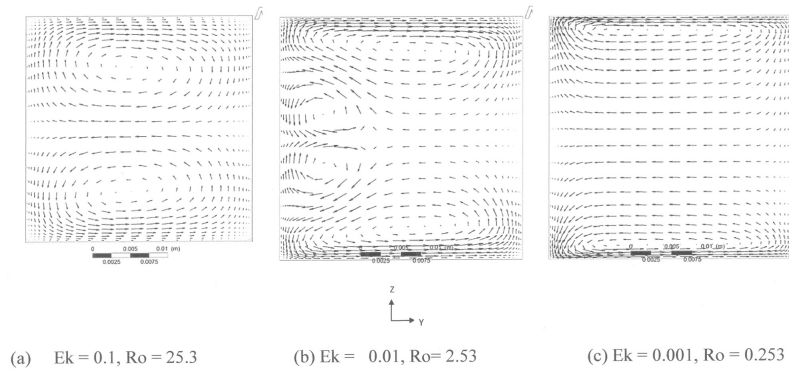 0 0.005 0.01 (m)
0.0025 0.0075
0 0.005 0.01 (m)
0.0025 0.0075
0 0.005 0.01 (m)
0.0025 0.0075
Z
Y
(a) Ek = 0.1, Ro = 25.3
(b) Ek = 0.01, Ro= 2.53
(c) Ek = 0.001, Ro = 0.253